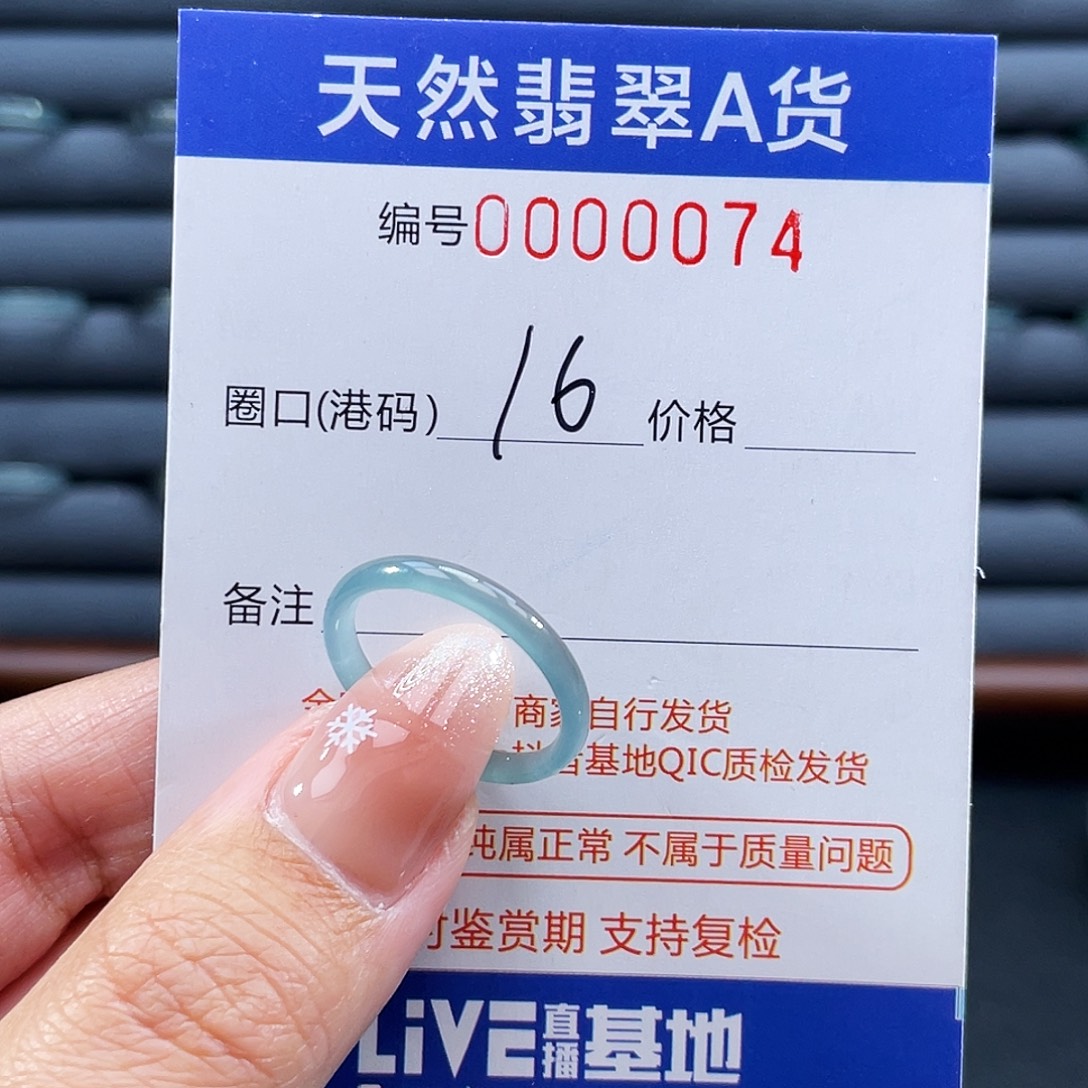 天然翡翠A货
编号0000074
圈口(港码) 16 价格
备注
商家自行发货
基地QIC质检发货
纯属正常 不属于质量问题
鉴赏期 支持复检
LiVE直播基地